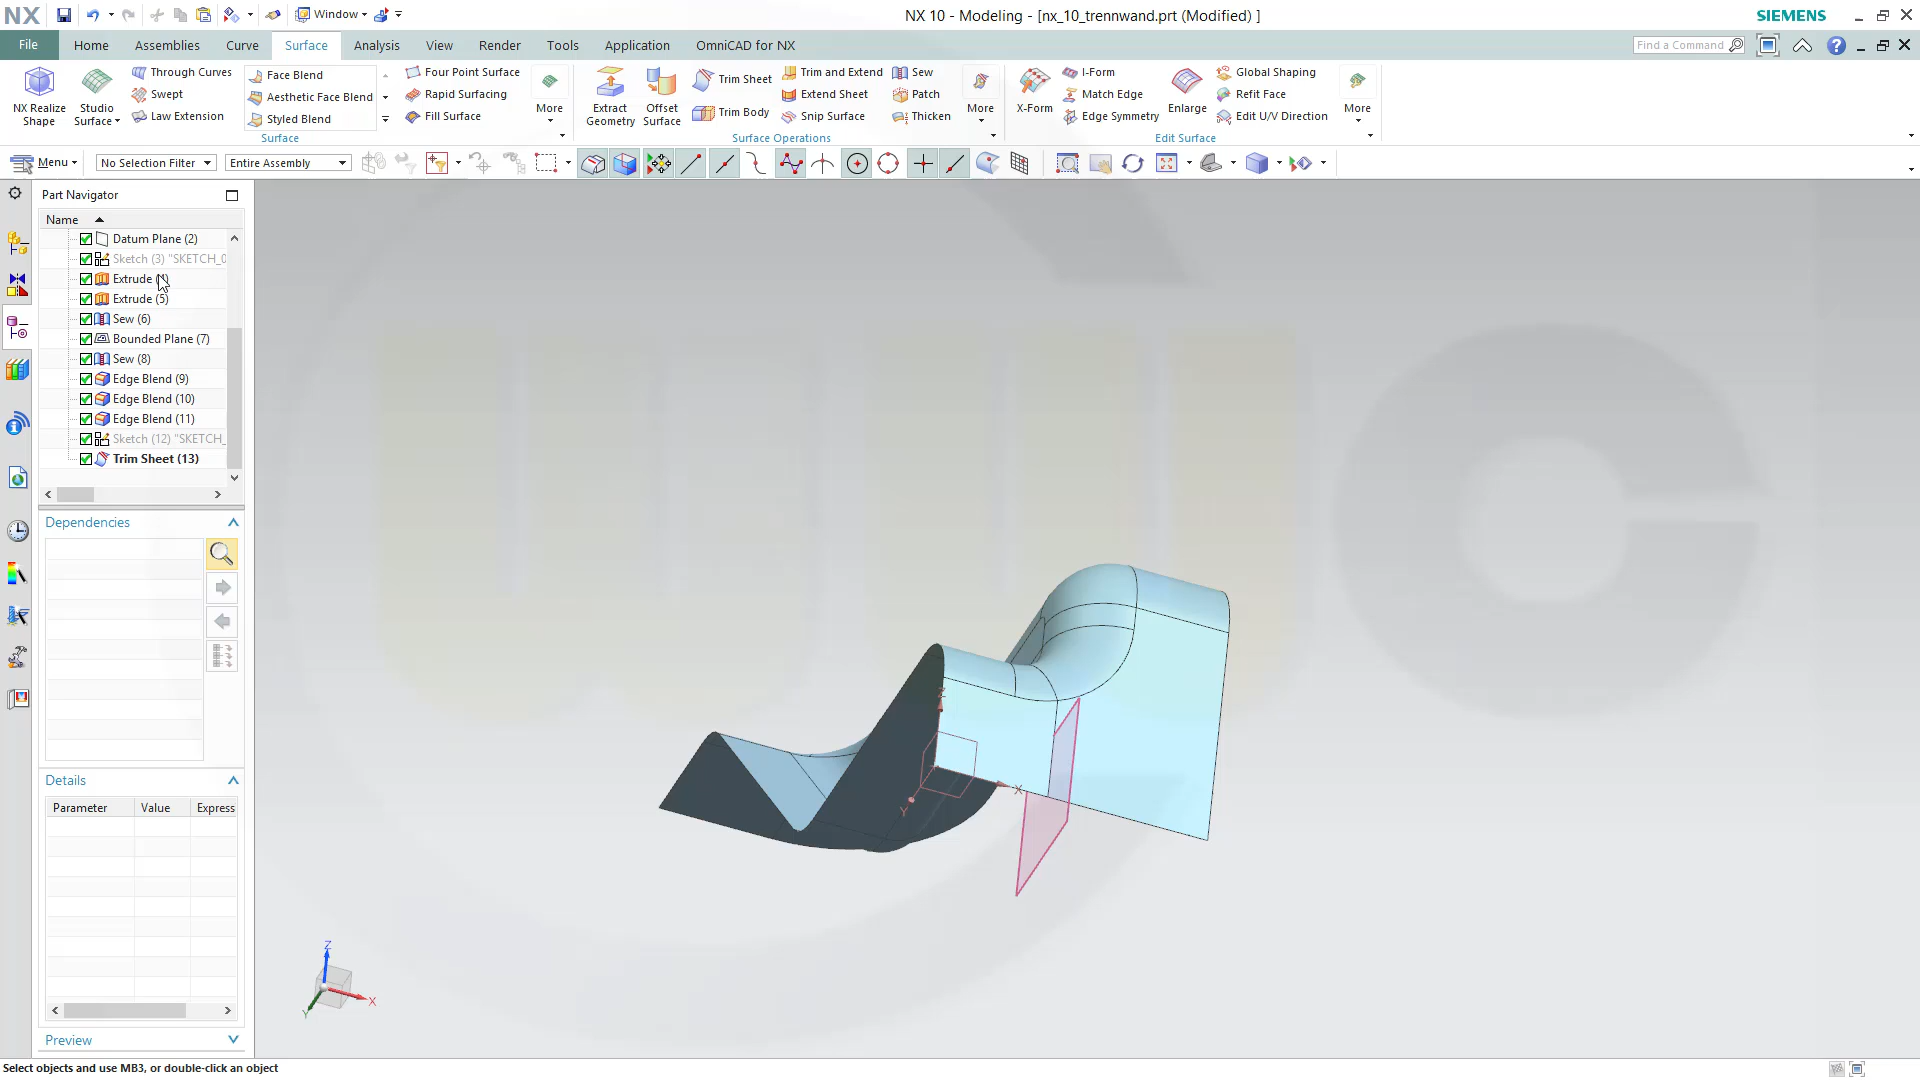 NX
Window
NX 10 - Modeling - [nx_10_trennwand.prt (Modified) ]
SIEMENS
File
Home
Assemblies
Curve
Surface
Analysis
View
Render
Tools
Application
OmniCAD for NX
Find a Command
NX Realize
Shape
Studio
Surface
Through Curves
Swept
Law Extension
Face Blend
Aesthetic Face Blend
Styled Blend
Four Point Surface
Rapid Surfacing
Fill Surface
More
Surface
Extract
Geometry
Offset
Surface
Trim Sheet
Trim Body
Trim and Extend
Extend Sheet
Snip Surface
Sew
Patch
Thicken
More
Surface Operations
X-Form
I-Form
Match Edge
Edge Symmetry
Enlarge
Global Shaping
Refit Face
Edit U/V Direction
More
Edit Surface
Menu
No Selection Filter
Entire Assembly
Part Navigator
Name
Datum Plane (2)
Sketch (3) "SKETCH_0
Extrude
Extrude (5)
Sew (6)
Bounded Plane (7)
Sew (8)
Edge Blend (9)
Edge Blend (10)
Edge Blend (11)
Sketch (12) "SKETCH_
Trim Sheet (13)
Dependencies
Details
Parameter Value Express
Preview
Z
X
Y
Z
X
Y
Select objects and use MB3, or double-click an object